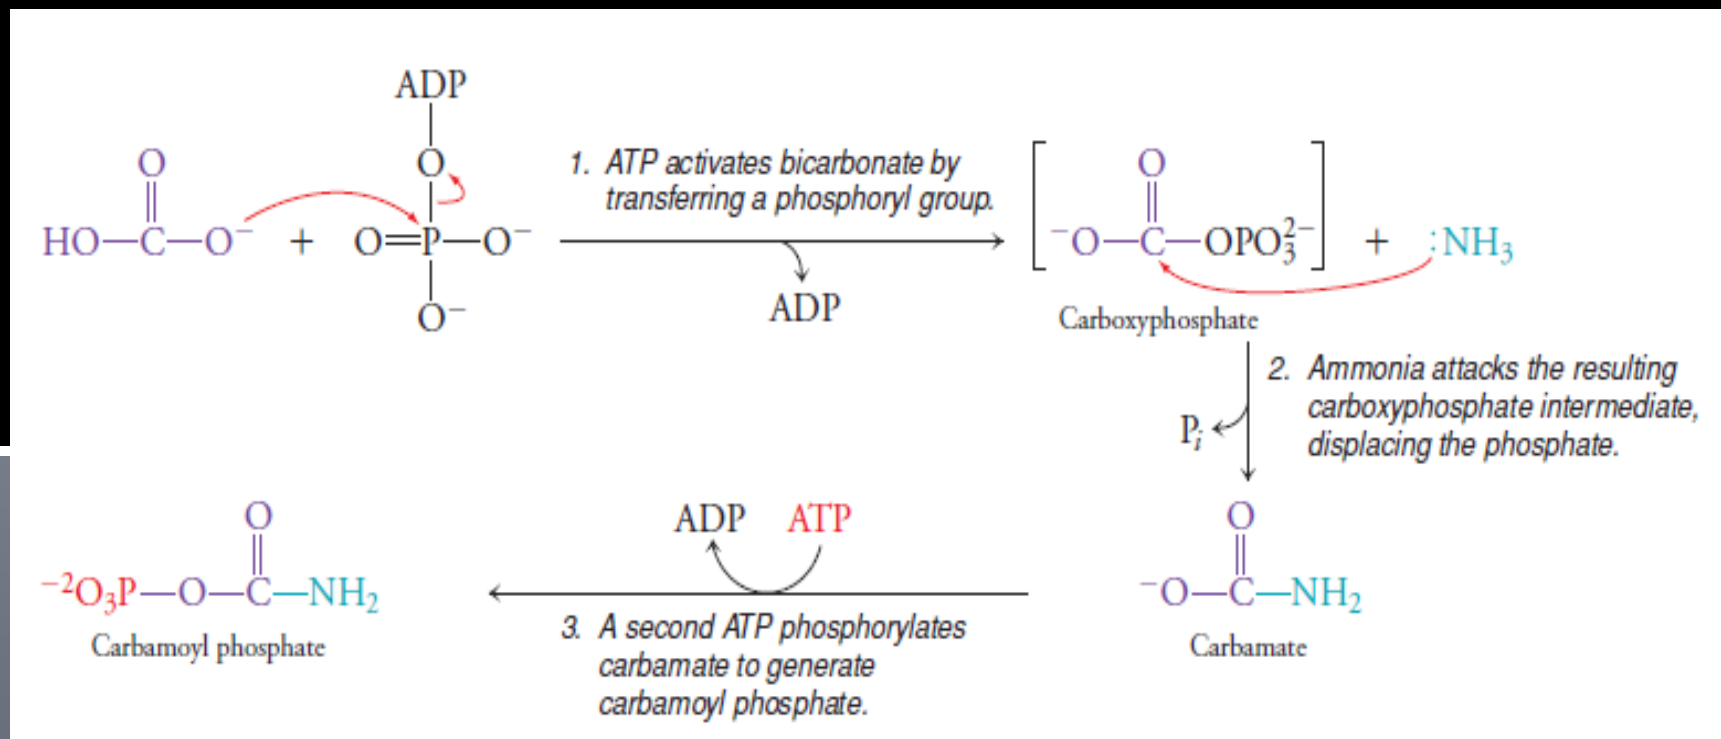 ADP
O
O
HO—C—O⁻ + O=P—O⁻
O⁻
1. ATP activates bicarbonate by
transferring a phosphoryl group.
ADP
O
⁻O—C—OPO₃²⁻ + :NH₃
Carboxyphosphate
2. Ammonia attacks the resulting
carboxyphosphate intermediate,
displacing the phosphate.
Pᵢ
O
⁻O—C—NH₂
Carbamate
ADP ATP
3. A second ATP phosphorylates
carbamate to generate
carbamoyl phosphate.
O
⁻²O₃P—O—C—NH₂
Carbamoyl phosphate